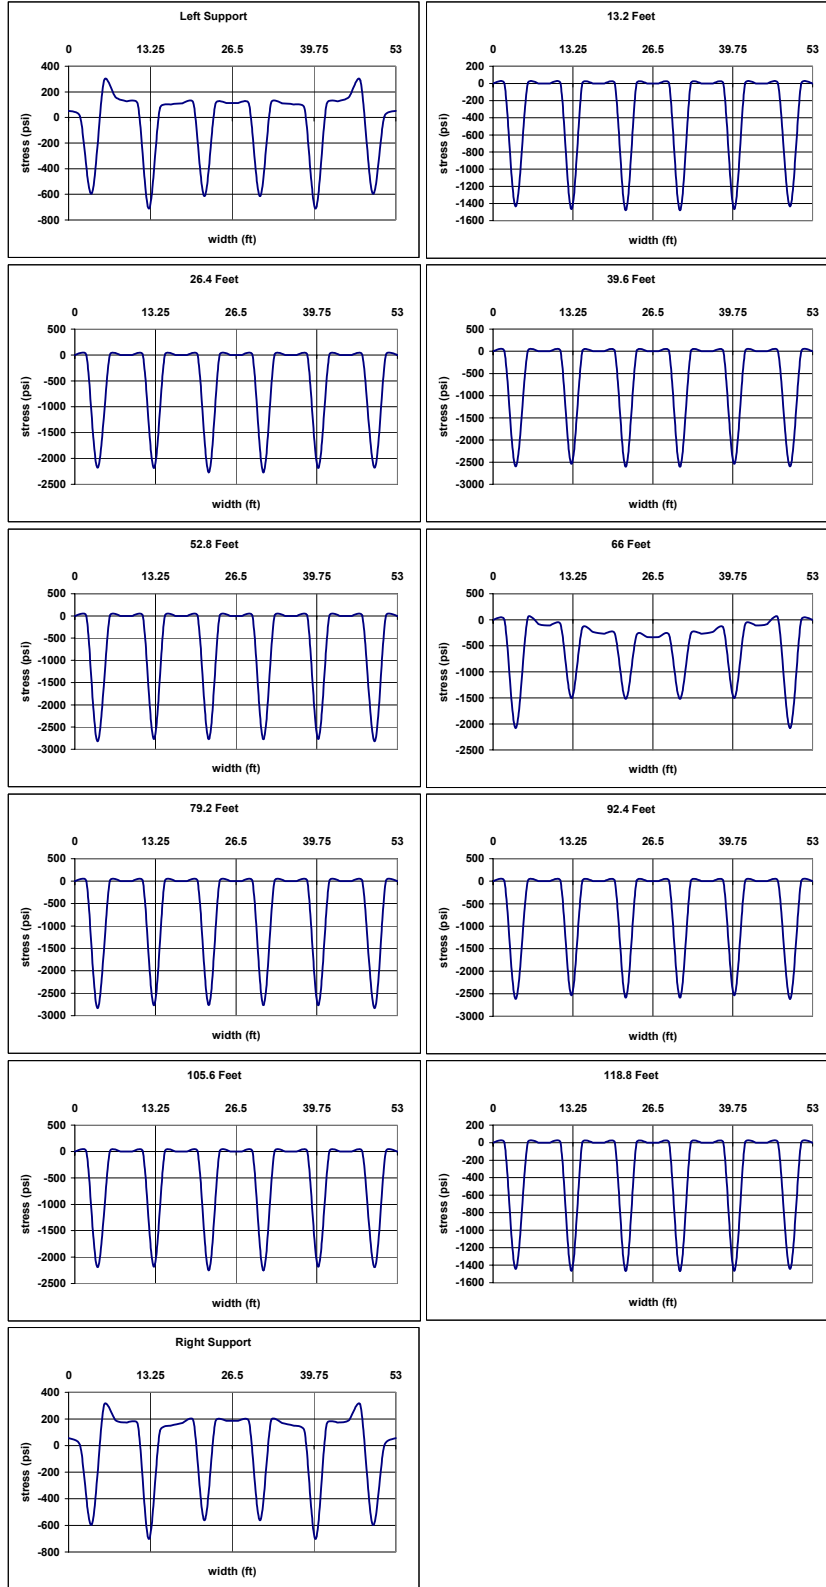 Left Support
0 13.25 26.5 39.75 53
400
200
0
-200
-400
-600
-800
stress (psi)
width (ft)
13.2 Feet
0 13.25 26.5 39.75 53
200
0
-200
-400
-600
-800
-1000
-1200
-1400
-1600
stress (psi)
width (ft)
26.4 Feet
0 13.25 26.5 39.75 53
500
0
-500
-1000
-1500
-2000
-2500
stress (psi)
width (ft)
39.6 Feet
0 13.25 26.5 39.75 53
500
0
-500
-1000
-1500
-2000
-2500
-3000
stress (psi)
width (ft)
52.8 Feet
0 13.25 26.5 39.75 53
500
0
-500
-1000
-1500
-2000
-2500
-3000
stress (psi)
width (ft)
66 Feet
0 13.25 26.5 39.75 53
500
0
-500
-1000
-1500
-2000
-2500
stress (psi)
width (ft)
79.2 Feet
0 13.25 26.5 39.75 53
500
0
-500
-1000
-1500
-2000
-2500
-3000
stress (psi)
width (ft)
92.4 Feet
0 13.25 26.5 39.75 53
500
0
-500
-1000
-1500
-2000
-2500
-3000
stress (psi)
width (ft)
105.6 Feet
0 13.25 26.5 39.75 53
500
0
-500
-1000
-1500
-2000
-2500
stress (psi)
width (ft)
118.8 Feet
0 13.25 26.5 39.75 53
200
0
-200
-400
-600
-800
-1000
-1200
-1400
-1600
stress (psi)
width (ft)
Right Support
0 13.25 26.5 39.75 53
400
200
0
-200
-400
-600
-800
stress (psi)
width (ft)